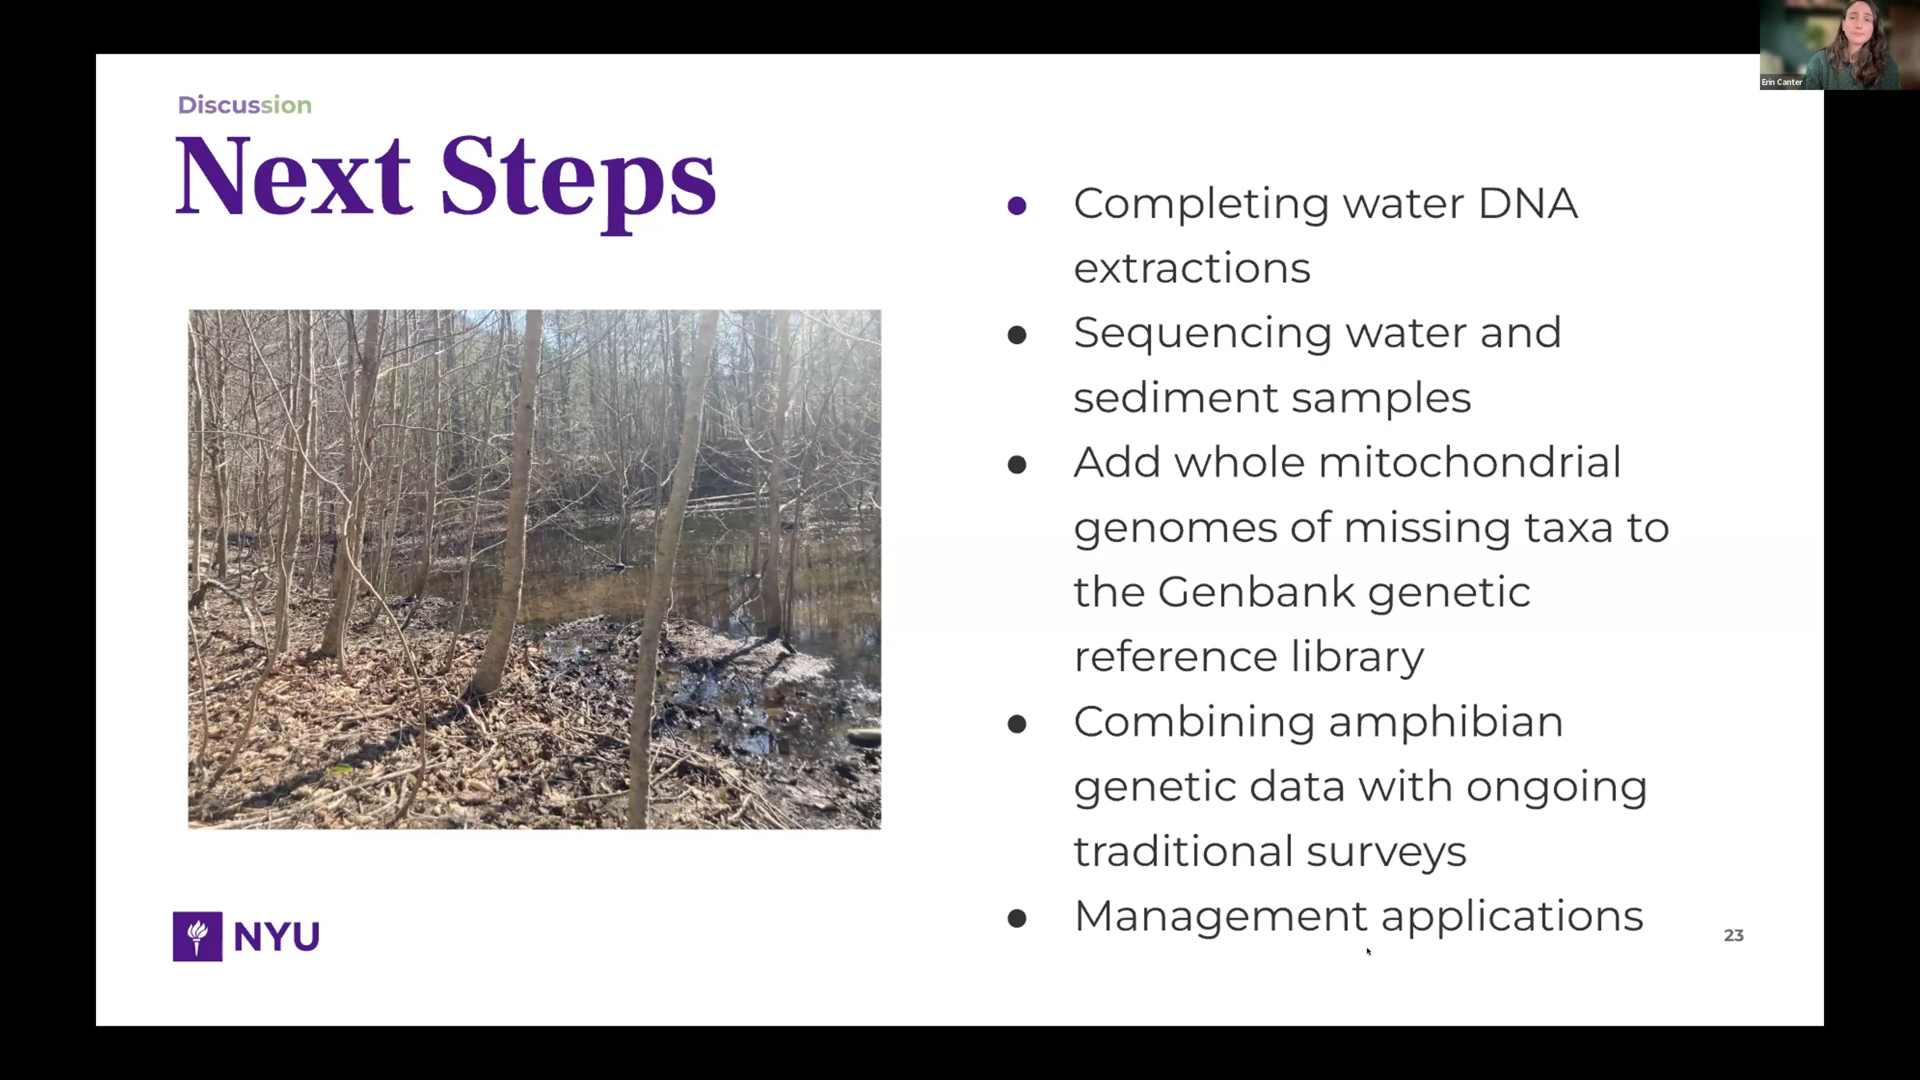 Erin Canter
Discussion
Next Steps
● Completing water DNA
extractions
● Sequencing water and
sediment samples
● Add whole mitochondrial
genomes of missing taxa to
the Genbank genetic
reference library
● Combining amphibian
genetic data with ongoing
traditional surveys
● Management applications
NYU
23